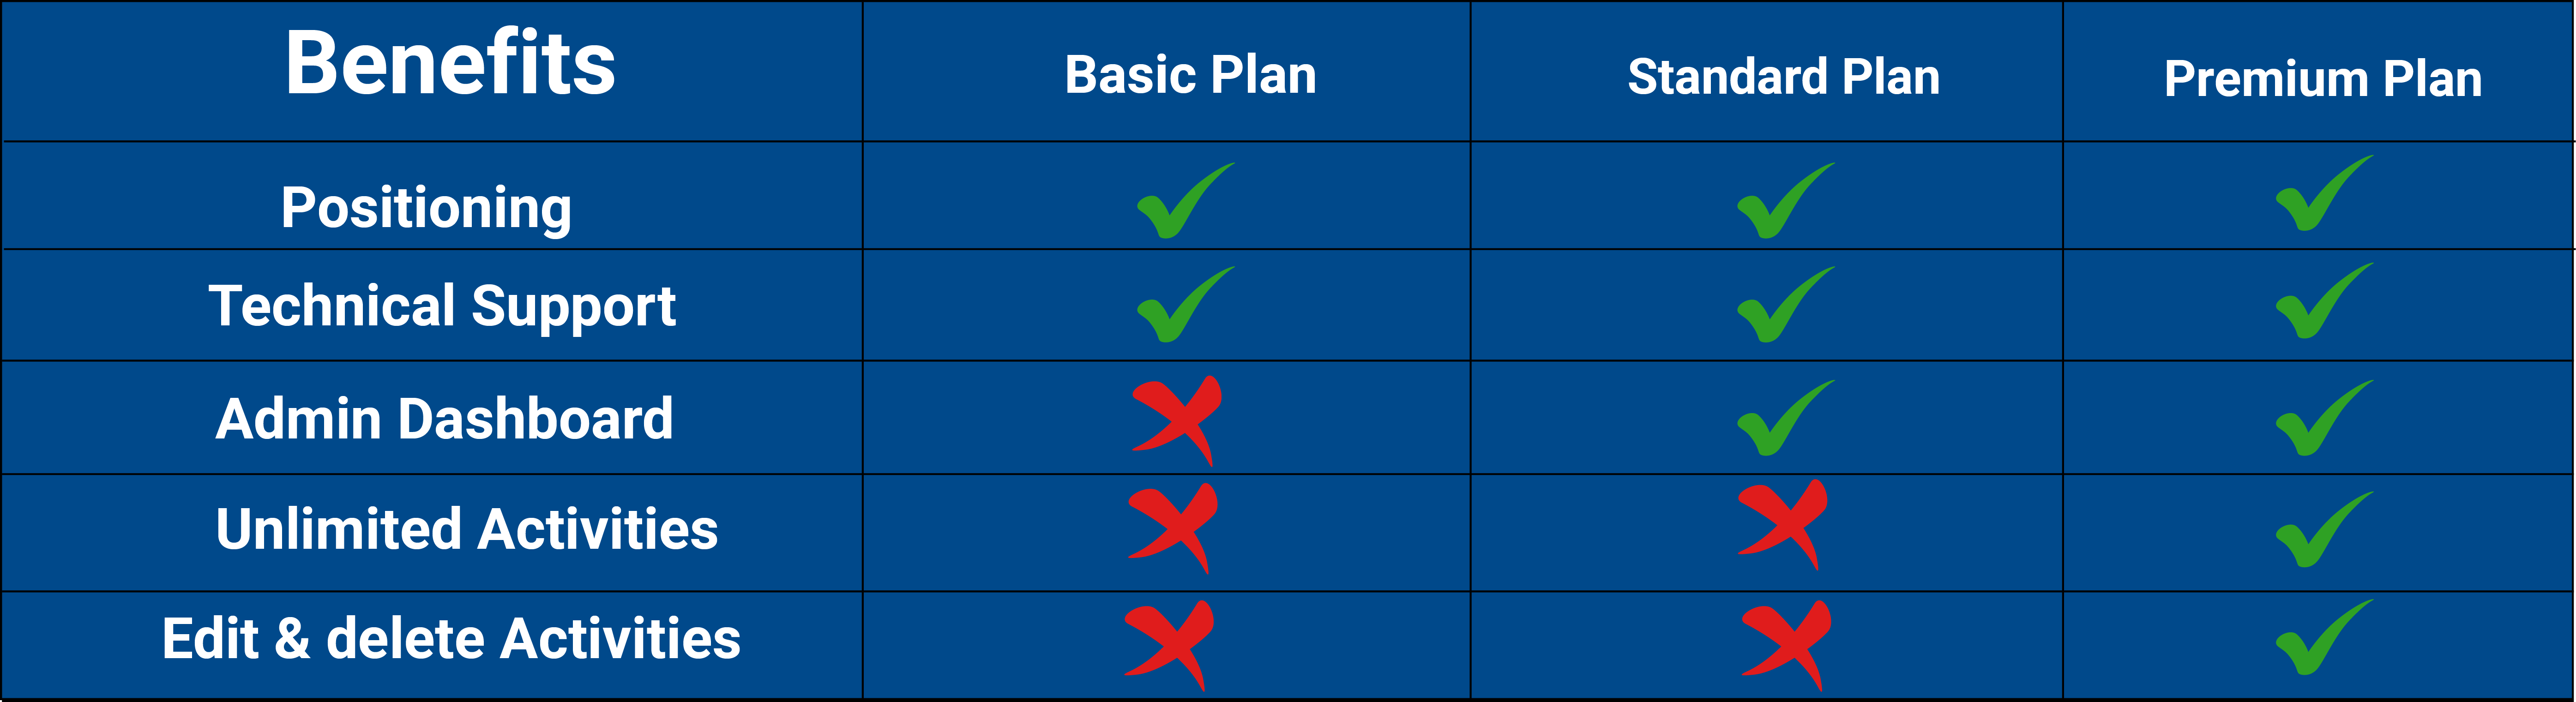 Benefits
Basic Plan
Standard Plan
Premium Plan
Positioning
Technical Support
Admin Dashboard
Unlimited Activities
Edit & delete Activities